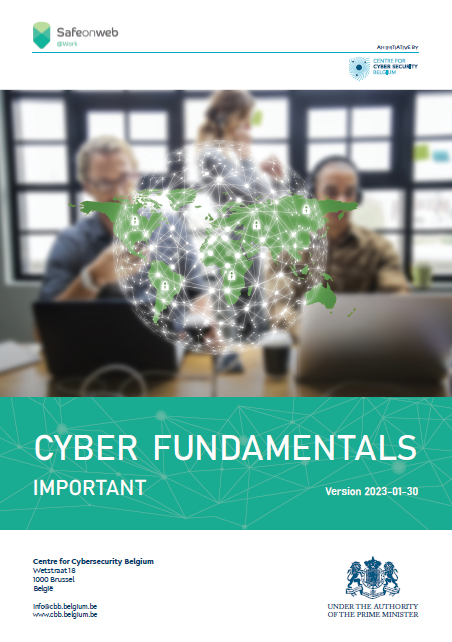 Safeonweb
@Work
AN INITIATIVE BY
CENTRE FOR
CYBER SECURITY
BELGIUM
CYBER FUNDAMENTALS
IMPORTANT
Version 2023-01-30
Centre for Cybersecurity Belgium
Wetstraat 18
1000 Brussel
België
info@cbb.belgium.be
www.cbb.belgium.be
UNDER THE AUTHORITY
OF THE PRIME MINISTER